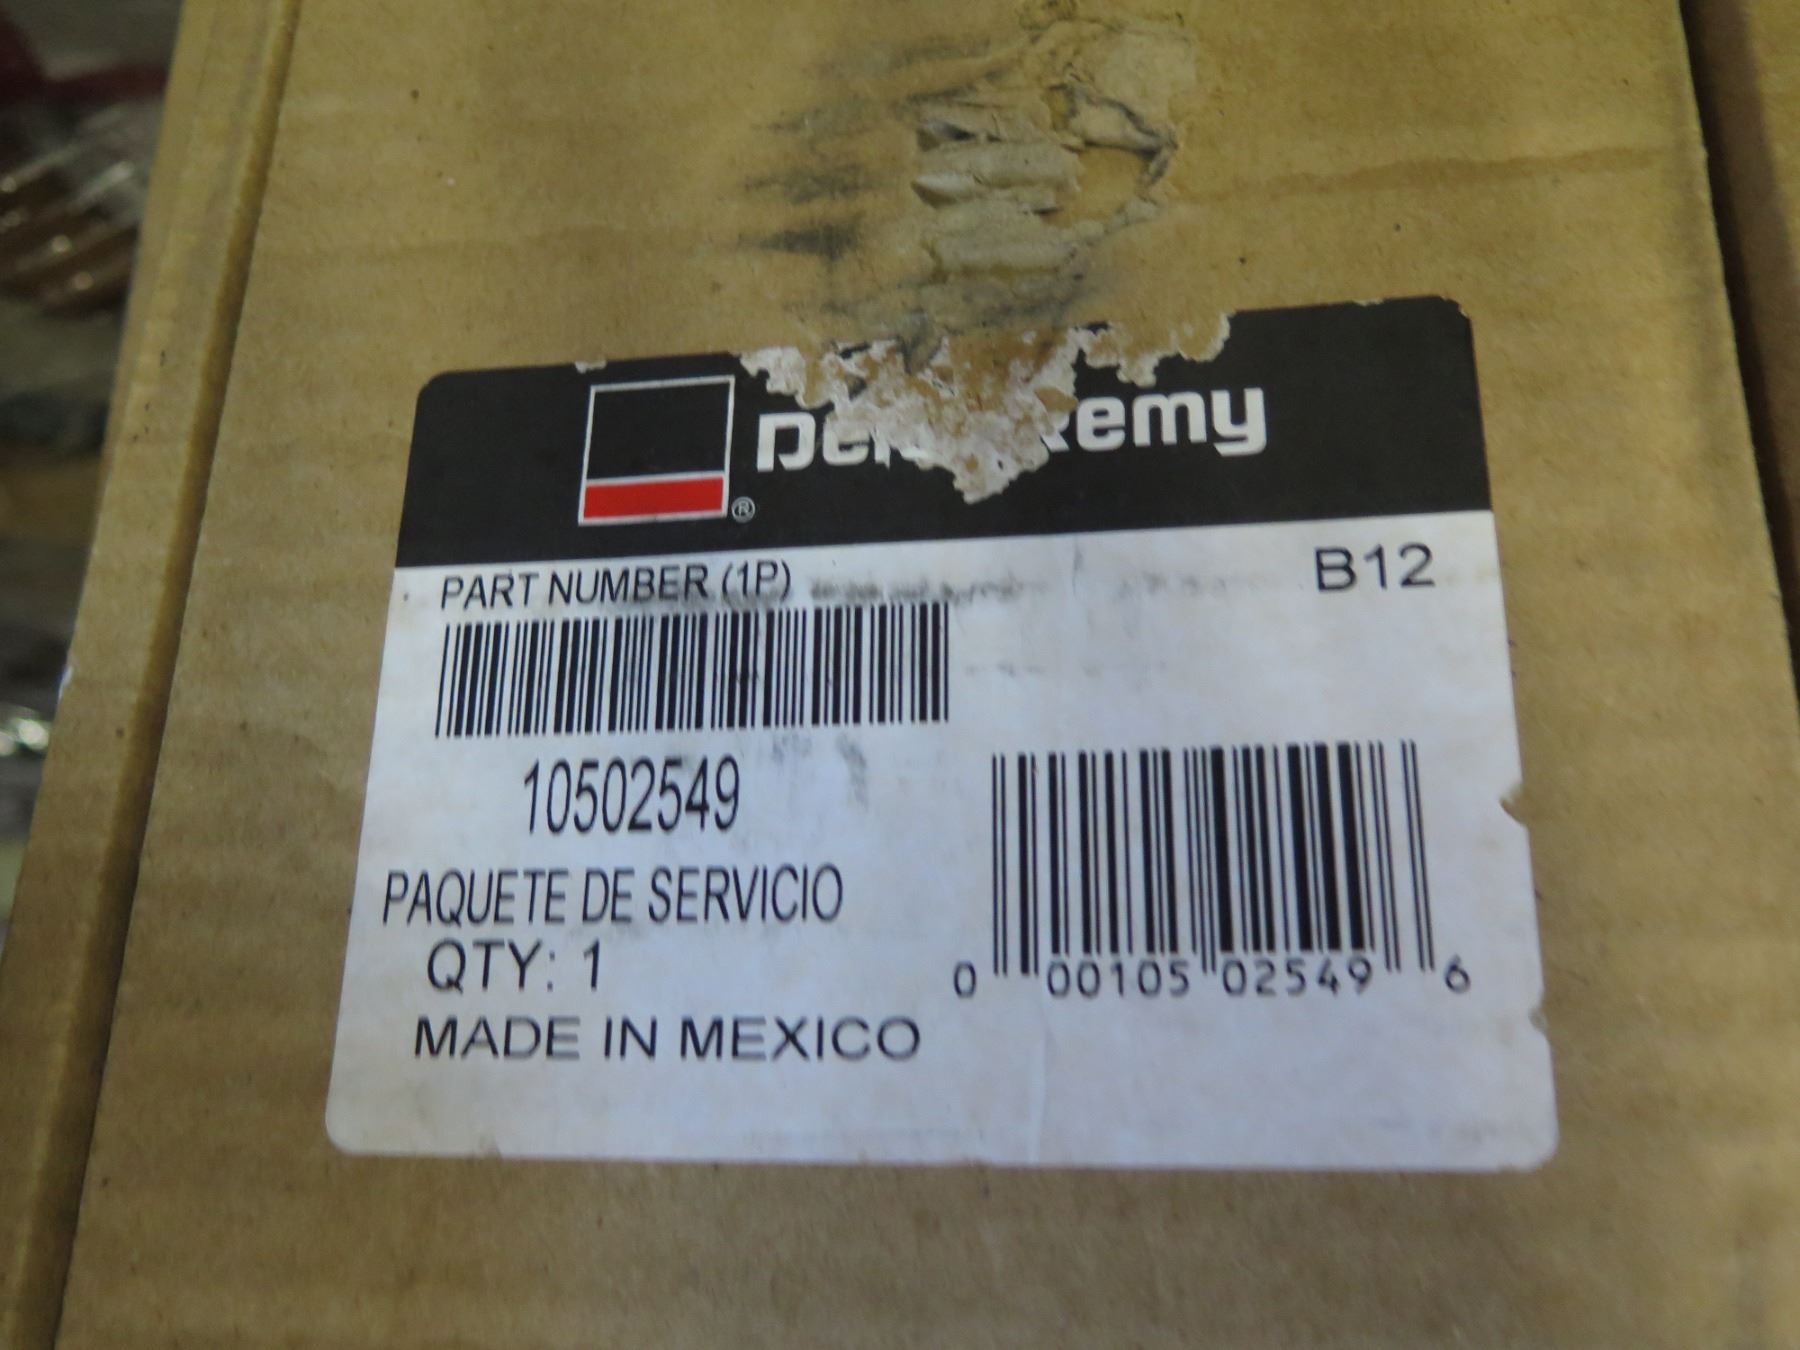 Remy
®
PART NUMBER (1P)
B12
10502549
PAQUETE DE SERVICIO
QTY: 1
MADE IN MEXICO
0 00105 02549 6